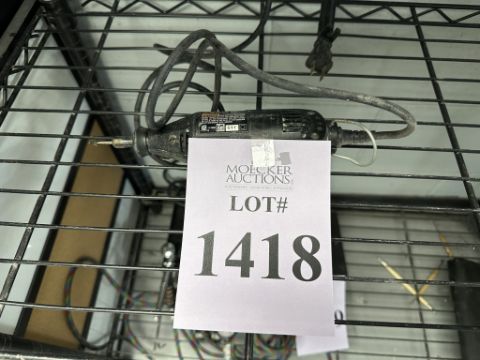 MOECKER
AUCTIONS
LOT#
1418